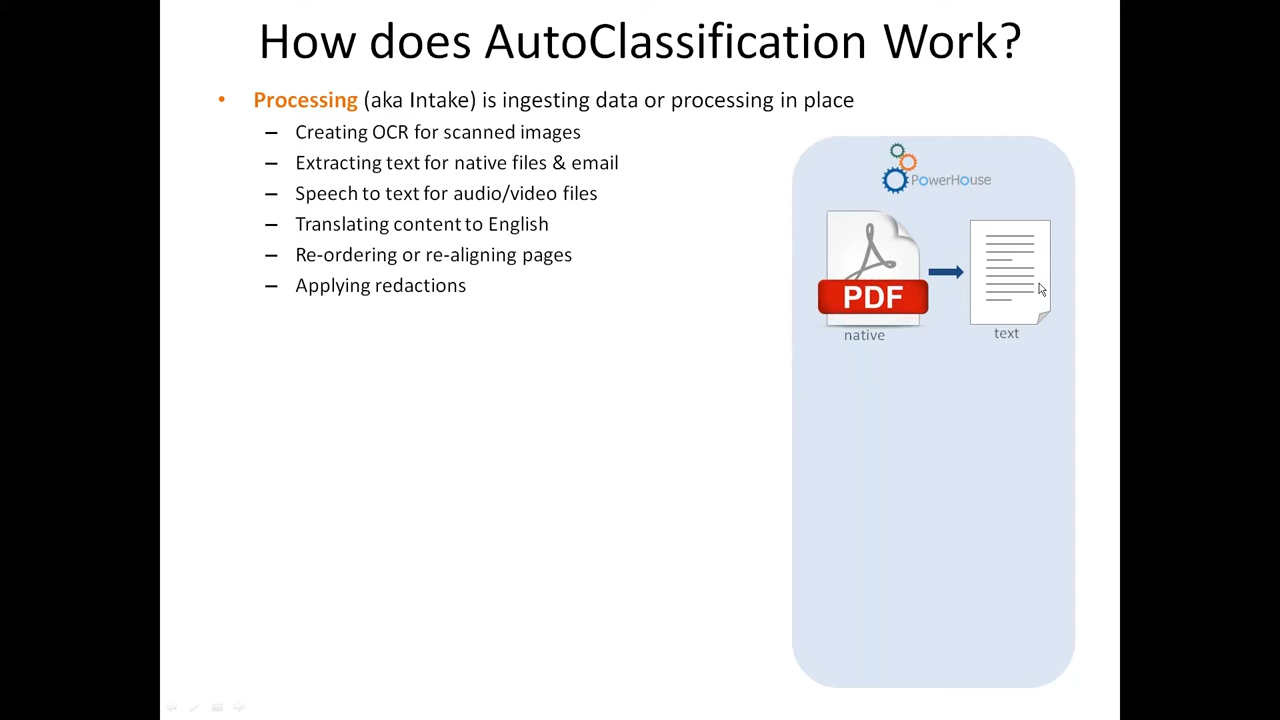 How does AutoClassification Work?
• Processing (aka Intake) is ingesting data or processing in place
– Creating OCR for scanned images
– Extracting text for native files & email
– Speech to text for audio/video files
– Translating content to English
– Re-ordering or re-aligning pages
– Applying redactions
PowerHouse
PDF
native
text